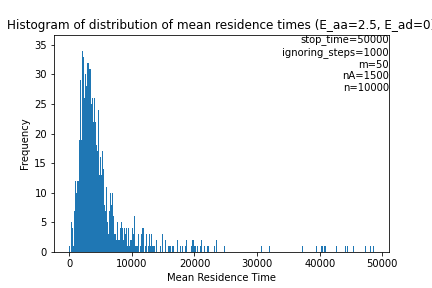 Histogram of distribution of mean residence times (E_aa=2.5, E_ad=0
stop_time=50000
ignoring_steps=1000
m=50
nA=1500
n=10000
35
30
25
20
15
10
5
0
Frequency
0 10000 20000 30000 40000 50000
Mean Residence Time